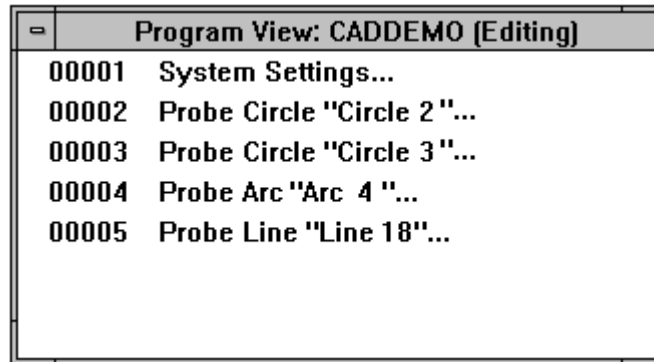 Program View: CADDEMO (Editing)
00001 System Settings...
00002 Probe Circle "Circle 2"...
00003 Probe Circle "Circle 3"...
00004 Probe Arc "Arc 4 "...
00005 Probe Line "Line 18"...